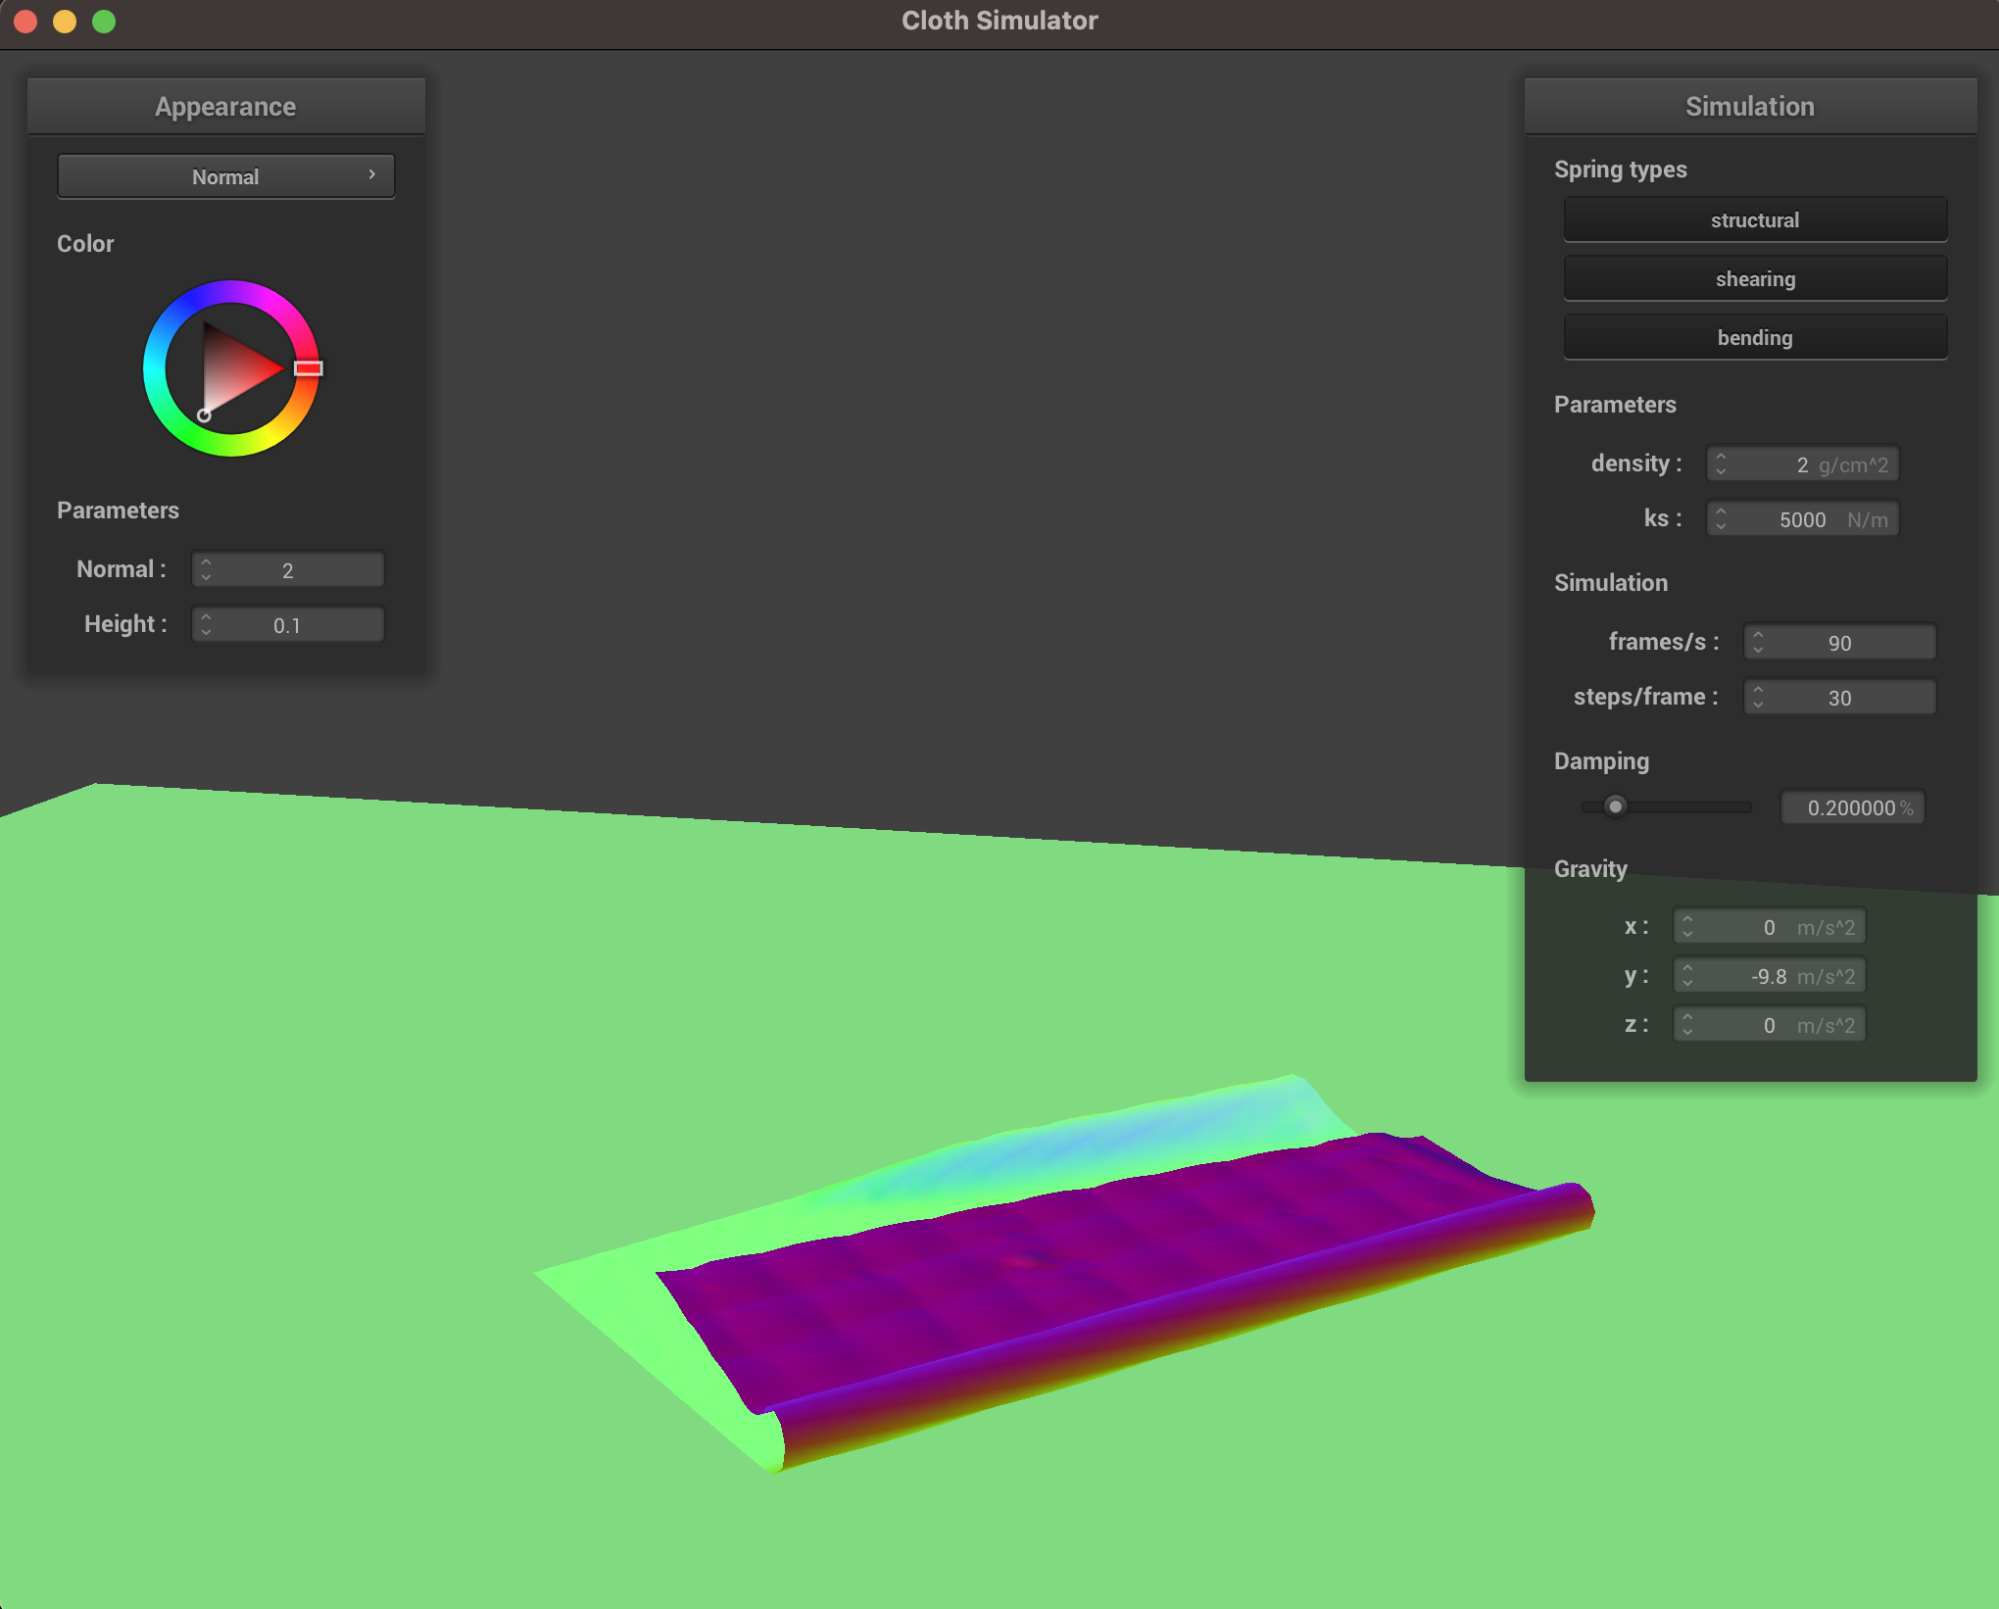 Cloth Simulator
Appearance
Normal
Color
Parameters
Normal : 2
Height : 0.1
Simulation
Spring types
structural
shearing
bending
Parameters
density : 2 g/cm^2
ks : 5000 N/m
Simulation
frames/s : 90
steps/frame : 30
Damping
0.200000 %
Gravity
x : 0 m/s^2
y : -9.8 m/s^2
z : 0 m/s^2